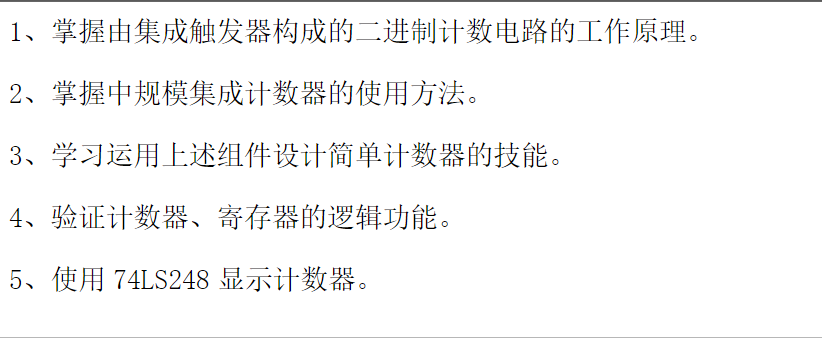 1、掌握由集成触发器构成的二进制计数电路的工作原理。
2、掌握中规模集成计数器的使用方法。
3、学习运用上述组件设计简单计数器的技能。
4、验证计数器、寄存器的逻辑功能。
5、使用 74LS248 显示计数器。